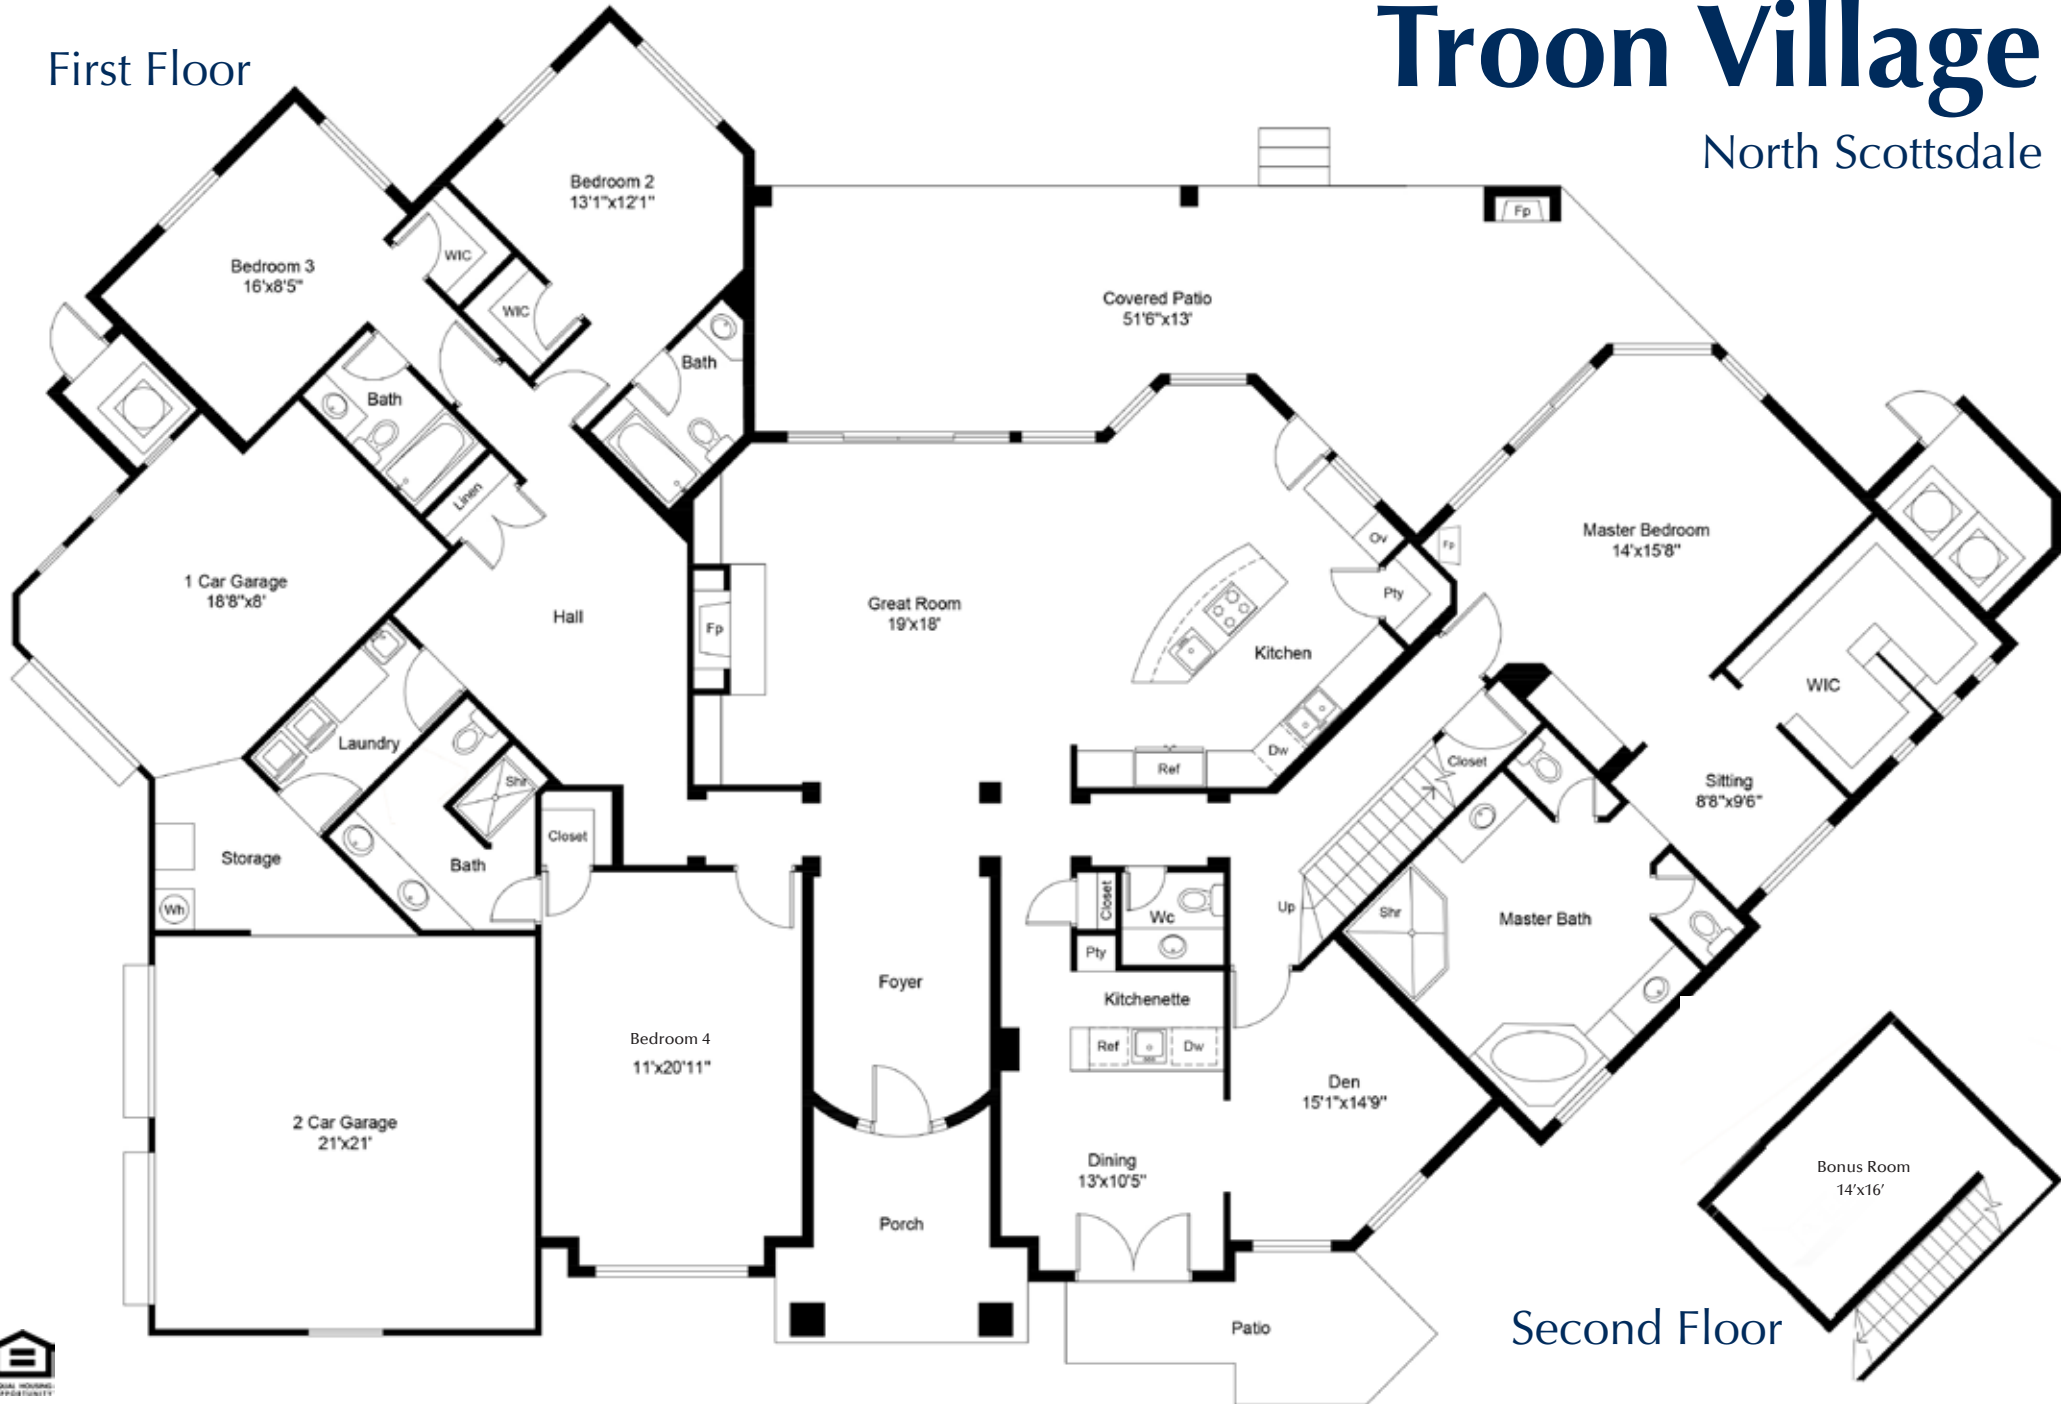 Troon Village
North Scottsdale
First Floor
Bedroom 2
13'1"x12'1"
Fp
Bedroom 3
16'x8'5"
WIC
WIC
Covered Patio
51'6"x13'
Bath
Bath
Linen
Master Bedroom
14'x15'8"
Ov
Fp
Pty
1 Car Garage
18'8"x8'
Hall
Great Room
19'x18'
Fp
Kitchen
WIC
Laundry
Shr
Ref
Dw
Closet
Sitting
8'8"x9'6"
Closet
Storage
Bath
Wh
Closet
Wc
Up
Shr
Master Bath
Pty
Foyer
Kitchenette
Bedroom 4
11'x20'11"
Ref
Dw
Den
15'1"x14'9"
2 Car Garage
21'x21'
Dining
13'x10'5"
Bonus Room
14'x16'
Porch
Patio
Second Floor
EQUAL HOUSING
OPPORTUNITY